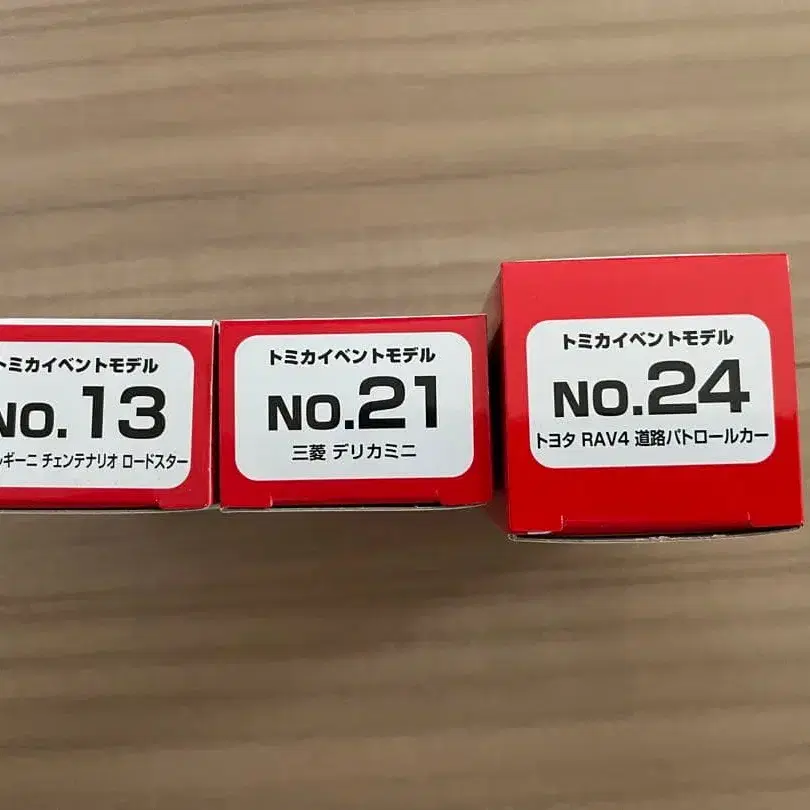 トミカイベントモデル
NO.13
ギーニ チェンテナリオ ロードスター
トミカイベントモデル
NO.21
三菱 デリカミニ
トミカイベントモデル
NO.24
トヨタ RAV4 道路パトロールカー